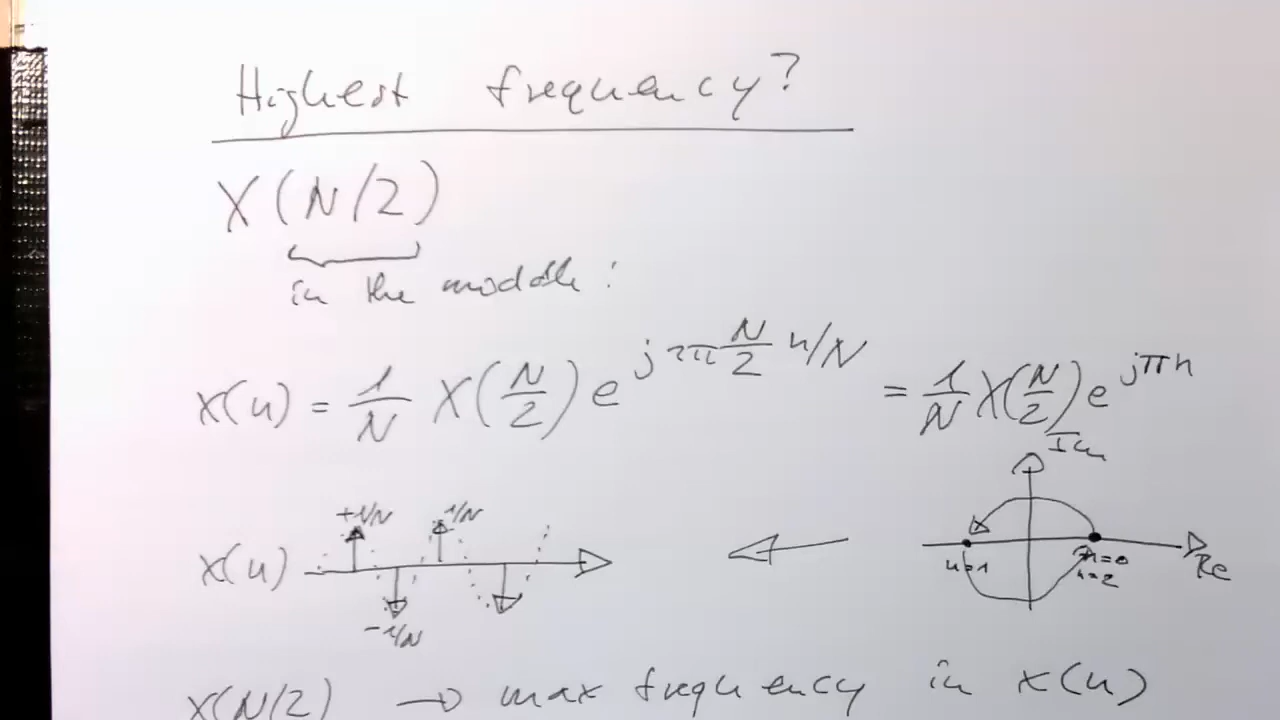 Highest frequency?
X(N/2)
in the middle:
x(n) = 1/N X(N/2) e^{j2π N/2 n/N} = 1/N X(N/2) e^{jπn}
Im
+1/N 1/N
x(n)
n=1 n=0 Re
n=2
-1/N
X(N/2) → max frequency in x(n)